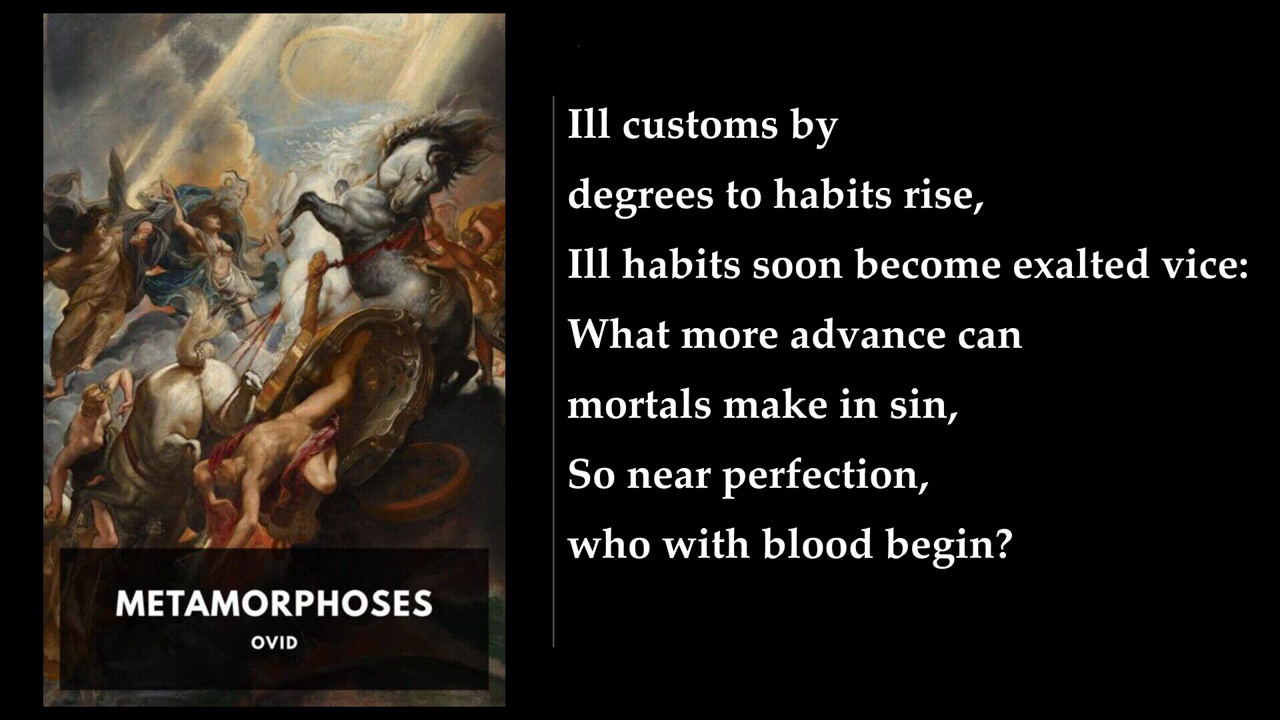 METAMORPHOSES
OVID
Ill customs by
degrees to habits rise,
Ill habits soon become exalted vice:
What more advance can
mortals make in sin,
So near perfection,
who with blood begin?